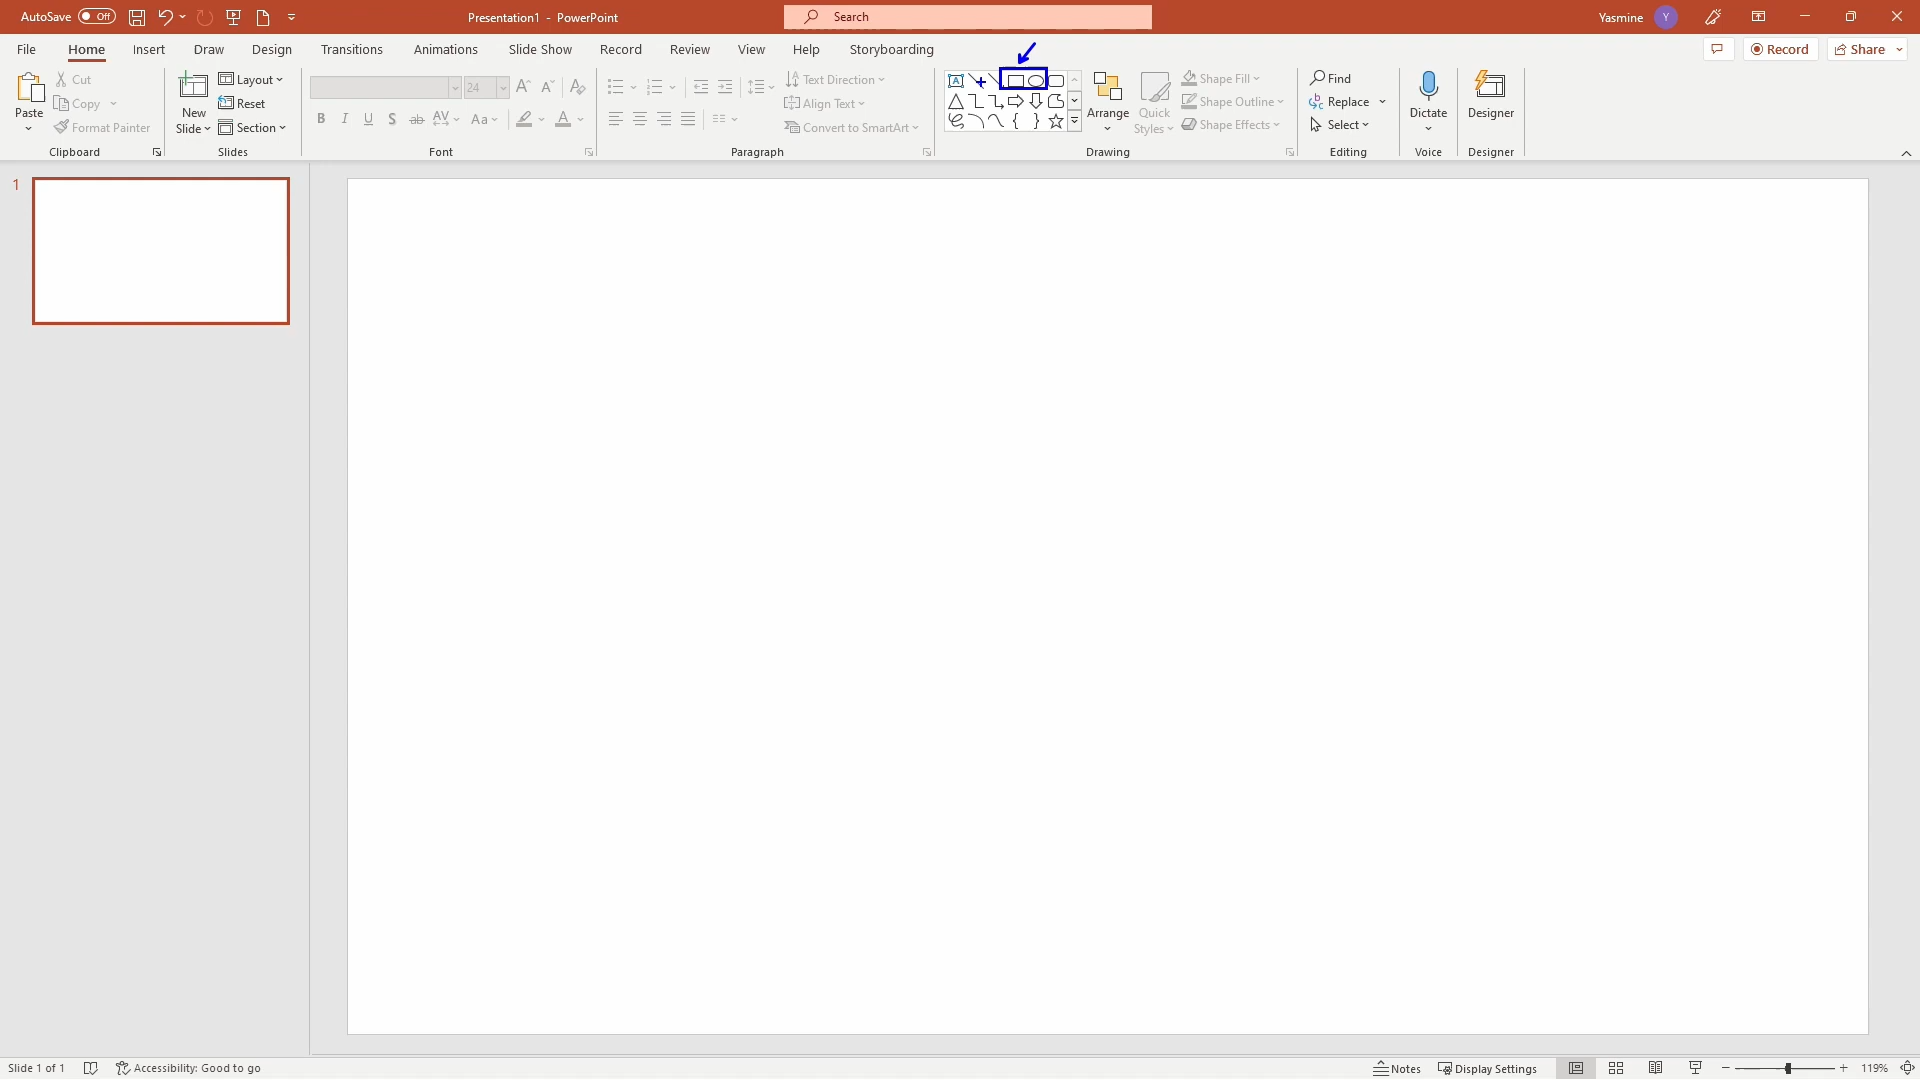 AutoSave Off Presentation1 - PowerPoint Search Yasmine Y
File Home Insert Draw Design Transitions Animations Slide Show Record Review View Help Storyboarding Record Share
Paste
Cut
Copy
Format Painter
Clipboard
New
Slide
Layout
Reset
Section
Slides
24 A A A
B I U S ab AV Aa A
Font
Text Direction
Align Text
Convert to SmartArt
Paragraph
A
{ }
Arrange
Quick
Styles
Shape Fill
Shape Outline
Shape Effects
Drawing
Find
Replace
Select
Editing
Dictate
Voice
Designer
Designer
1
Slide 1 of 1 Accessibility: Good to go Notes Display Settings 119%